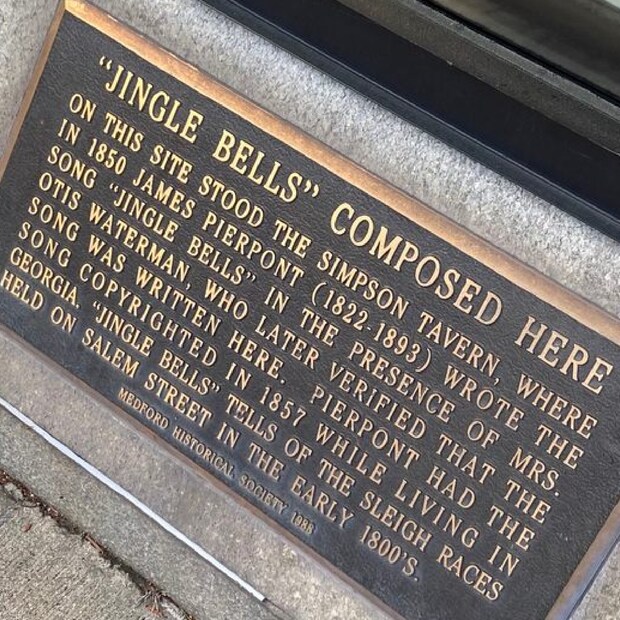 "JINGLE BELLS" COMPOSED HERE
ON THIS SITE STOOD THE SIMPSON TAVERN, WHERE
IN 1850 JAMES PIERPONT (1822-1893) WROTE THE
SONG "JINGLE BELLS" IN THE PRESENCE OF MRS.
OTIS WATERMAN, WHO LATER VERIFIED THAT THE
SONG WAS WRITTEN HERE. PIERPONT HAD THE
SONG COPYRIGHTED IN 1857 WHILE LIVING IN
GEORGIA. "JINGLE BELLS" TELLS OF THE SLEIGH RACES
HELD ON SALEM STREET IN THE EARLY 1800'S.
MEDFORD HISTORICAL SOCIETY